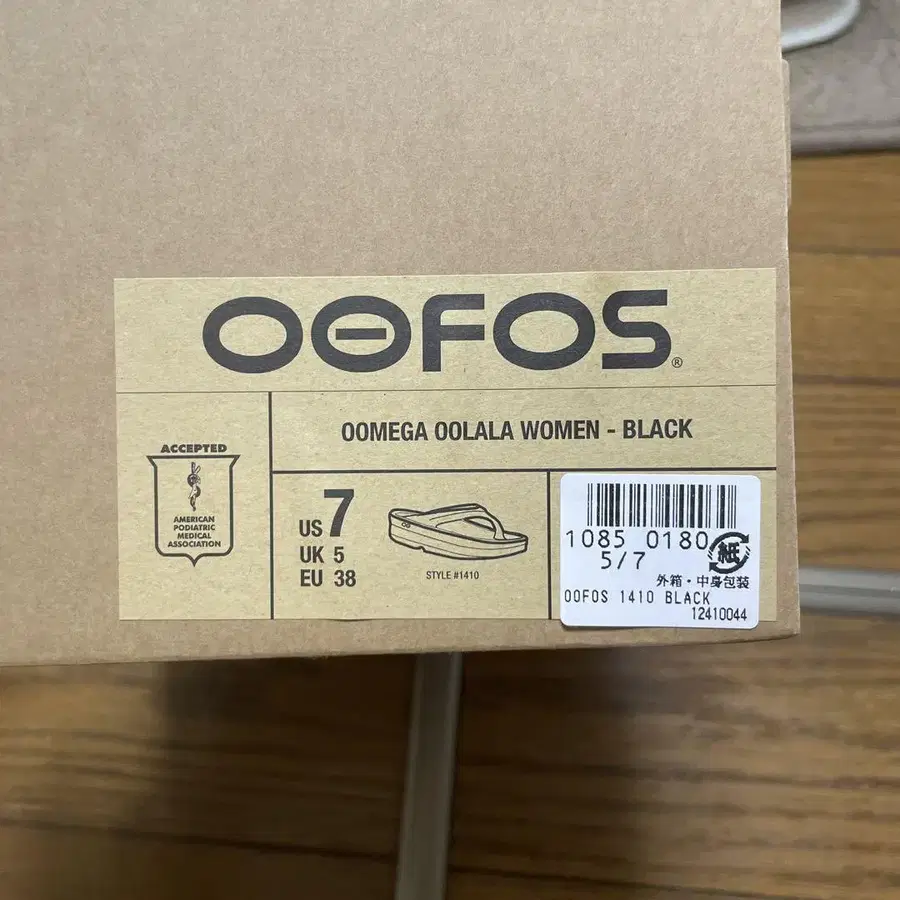 OOFOS®
OOMEGA OOLALA WOMEN - BLACK
ACCEPTED
AMERICAN
PODIATRIC
MEDICAL
ASSOCIATION
US 7
UK 5
EU 38
OO
STYLE #1410
1085 0180
5/7
紙
外箱・中身包装
OOFOS 1410 BLACK
12410044